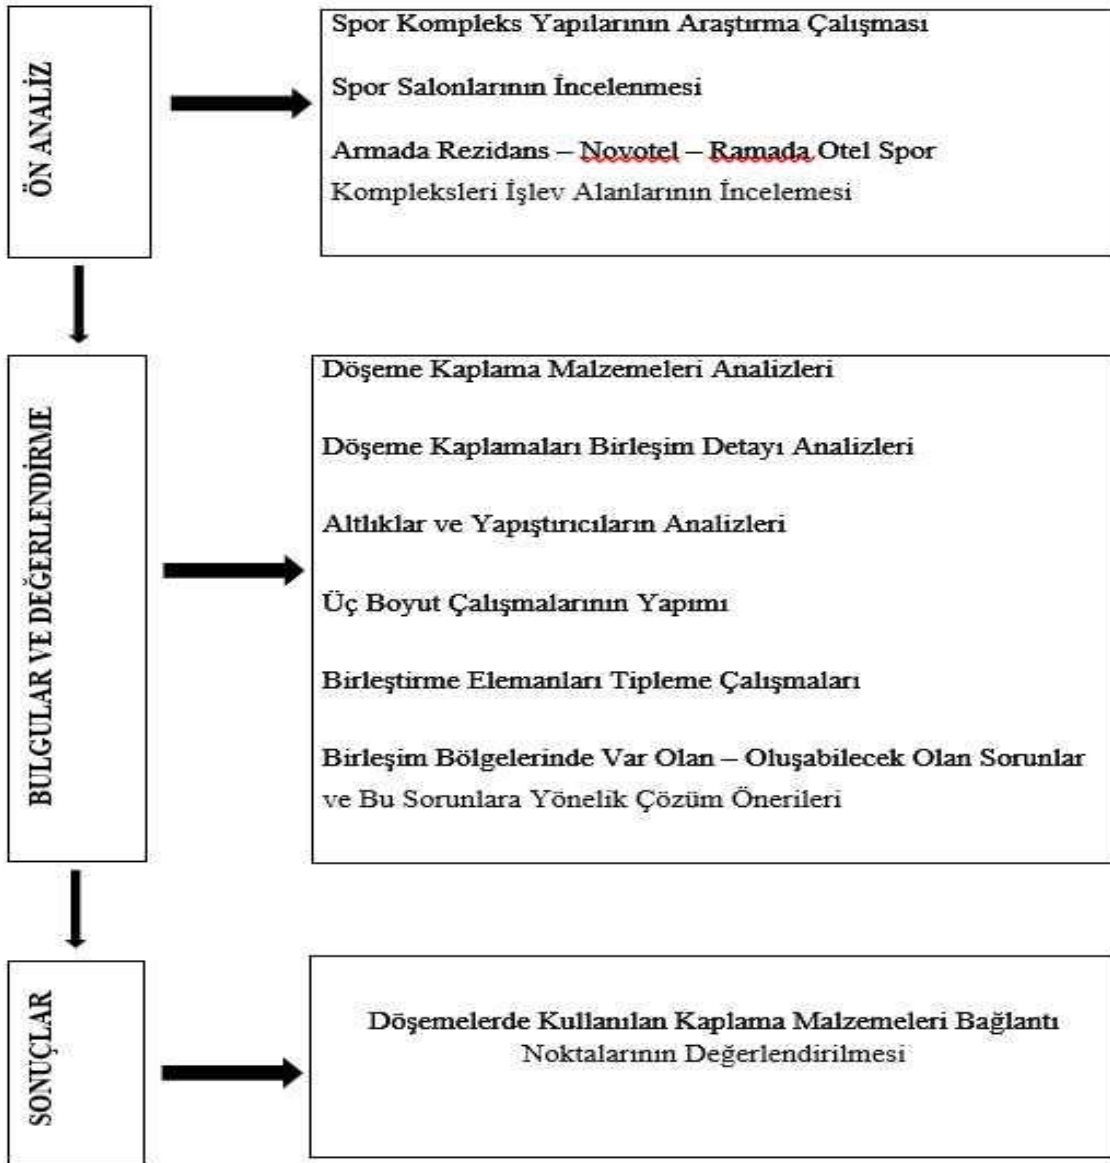 ÖN ANALİZ
Spor Kompleks Yapılarının Araştırma Çalışması
Spor Salonlarının İncelenmesi
Armada Rezidans – Novotel – Ramada Otel Spor
Kompleksleri İşlev Alanlarının İncelemesi
BULGULAR VE DEĞERLENDİRME
Döşeme Kaplama Malzemeleri Analizleri
Döşeme Kaplamaları Birleşim Detayı Analizleri
Altlıklar ve Yapıştırıcıların Analizleri
Üç Boyut Çalışmalarının Yapımı
Birleştirme Elemanları Tipleme Çalışmaları
Birleşim Bölgelerinde Var Olan – Oluşabilecek Olan Sorunlar
ve Bu Sorunlara Yönelik Çözüm Önerileri
SONUÇLAR
Döşemelerde Kullanılan Kaplama Malzemeleri Bağlantı
Noktalarının Değerlendirilmesi